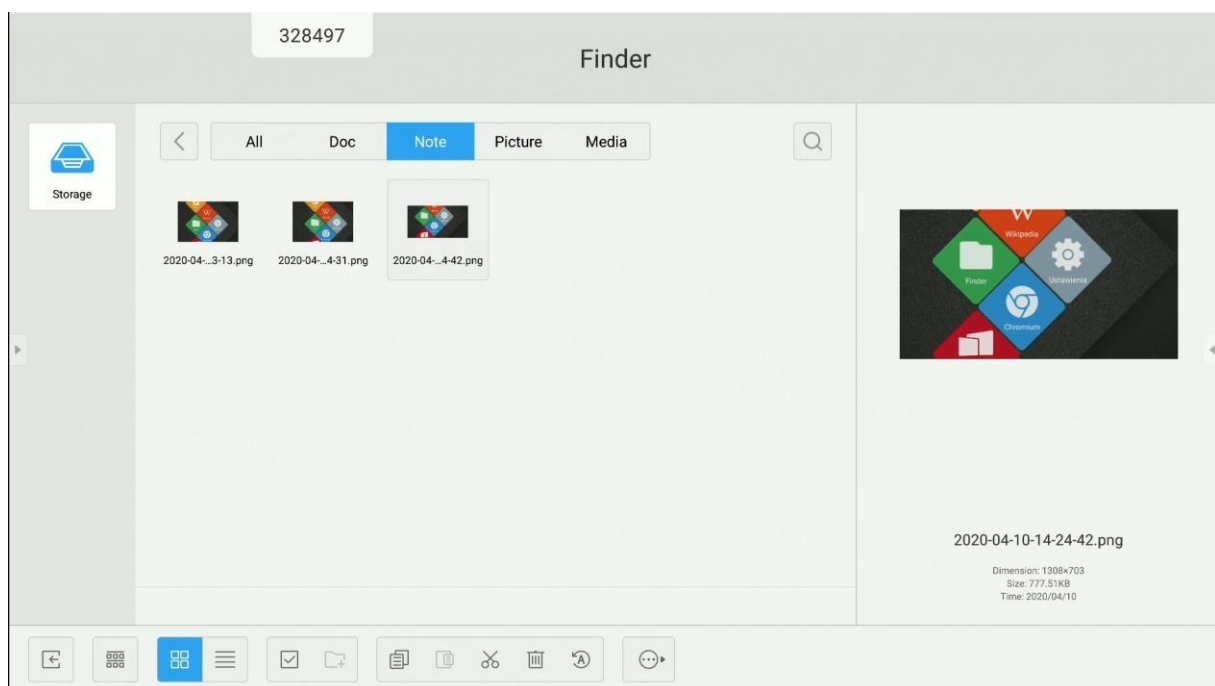 328497
Finder
Storage
All
Doc
Note
Picture
Media
2020-04-...3-13.png
2020-04-...4-31.png
2020-04-...4-42.png
W
Wikipedia
Finder
Ustawienia
Chromium
2020-04-10-14-24-42.png
Dimension: 1308×703
Size: 777.51KB
Time: 2020/04/10